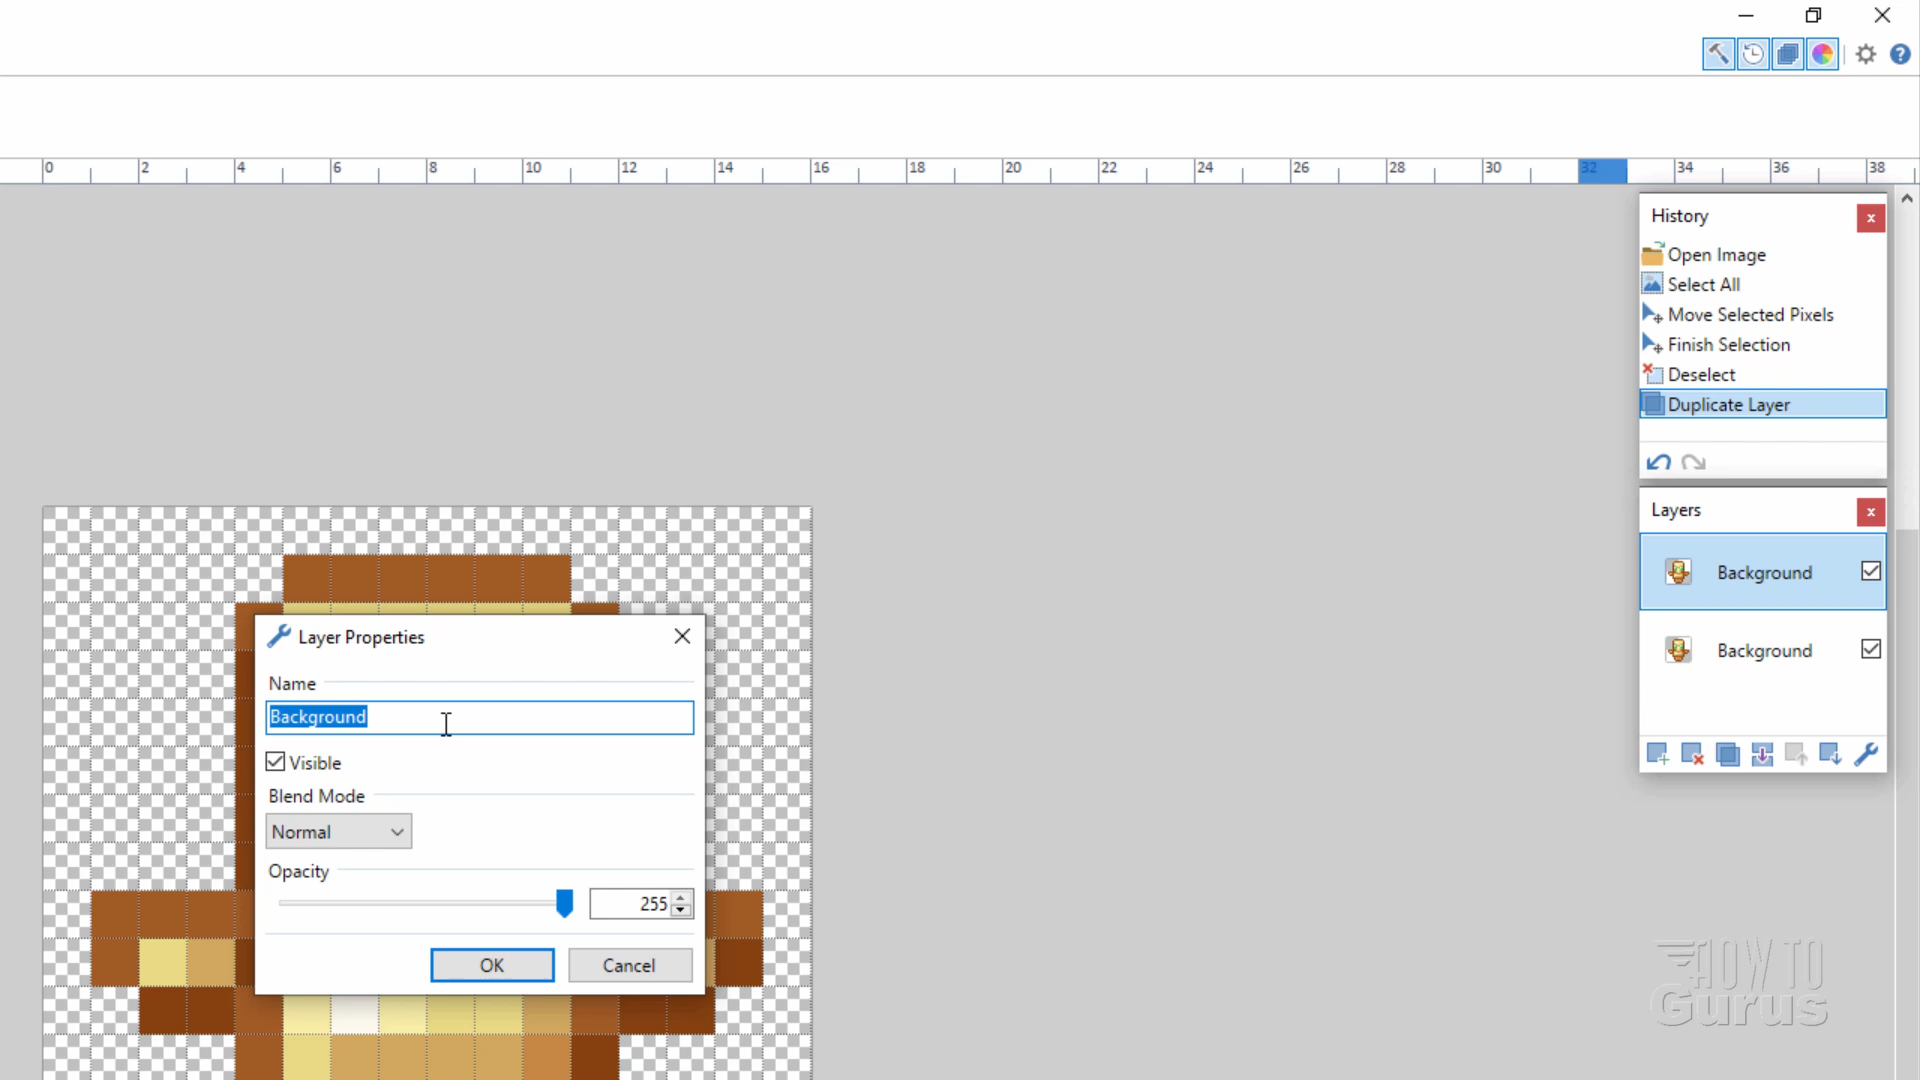 0 2 4 6 8 10 12 14 16 18 20 22 24 26 28 30 32 34 36 38
History
Open Image
Select All
Move Selected Pixels
Finish Selection
Deselect
Duplicate Layer
Layers
Background
Background
Layer Properties
Name
Background
Visible
Blend Mode
Normal
Opacity
255
OK
Cancel
HOW TO
Gurus